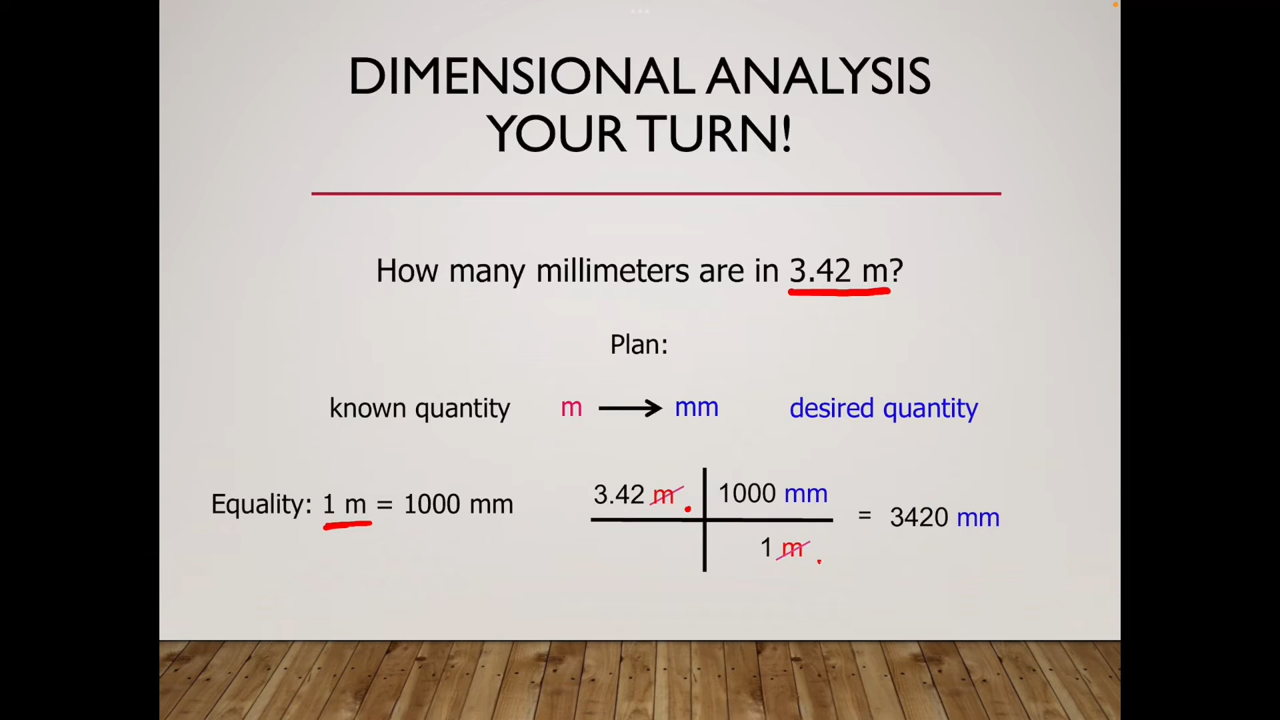 DIMENSIONAL ANALYSIS
YOUR TURN!
How many millimeters are in 3.42 m?
Plan:
known quantity m → mm desired quantity
Equality: 1 m = 1000 mm
3.42 m 1000 mm
1 m
= 3420 mm